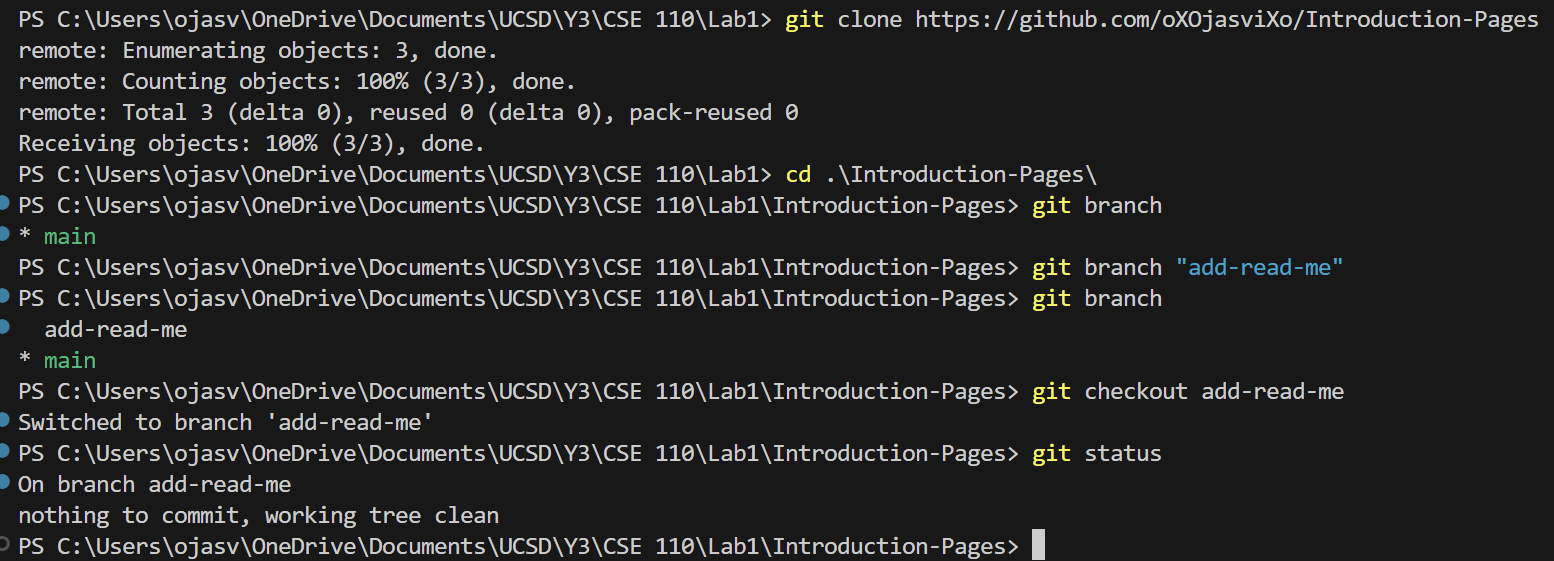 PS C:\Users\ojasv\OneDrive\Documents\UCSD\Y3\CSE 110\Lab1> git clone https://github.com/oXOjasviXo/Introduction-Pages
remote: Enumerating objects: 3, done.
remote: Counting objects: 100% (3/3), done.
remote: Total 3 (delta 0), reused 0 (delta 0), pack-reused 0
Receiving objects: 100% (3/3), done.
PS C:\Users\ojasv\OneDrive\Documents\UCSD\Y3\CSE 110\Lab1> cd .\Introduction-Pages\
PS C:\Users\ojasv\OneDrive\Documents\UCSD\Y3\CSE 110\Lab1\Introduction-Pages> git branch
* main
PS C:\Users\ojasv\OneDrive\Documents\UCSD\Y3\CSE 110\Lab1\Introduction-Pages> git branch "add-read-me"
PS C:\Users\ojasv\OneDrive\Documents\UCSD\Y3\CSE 110\Lab1\Introduction-Pages> git branch
  add-read-me
* main
PS C:\Users\ojasv\OneDrive\Documents\UCSD\Y3\CSE 110\Lab1\Introduction-Pages> git checkout add-read-me
Switched to branch 'add-read-me'
PS C:\Users\ojasv\OneDrive\Documents\UCSD\Y3\CSE 110\Lab1\Introduction-Pages> git status
On branch add-read-me
nothing to commit, working tree clean
PS C:\Users\ojasv\OneDrive\Documents\UCSD\Y3\CSE 110\Lab1\Introduction-Pages>